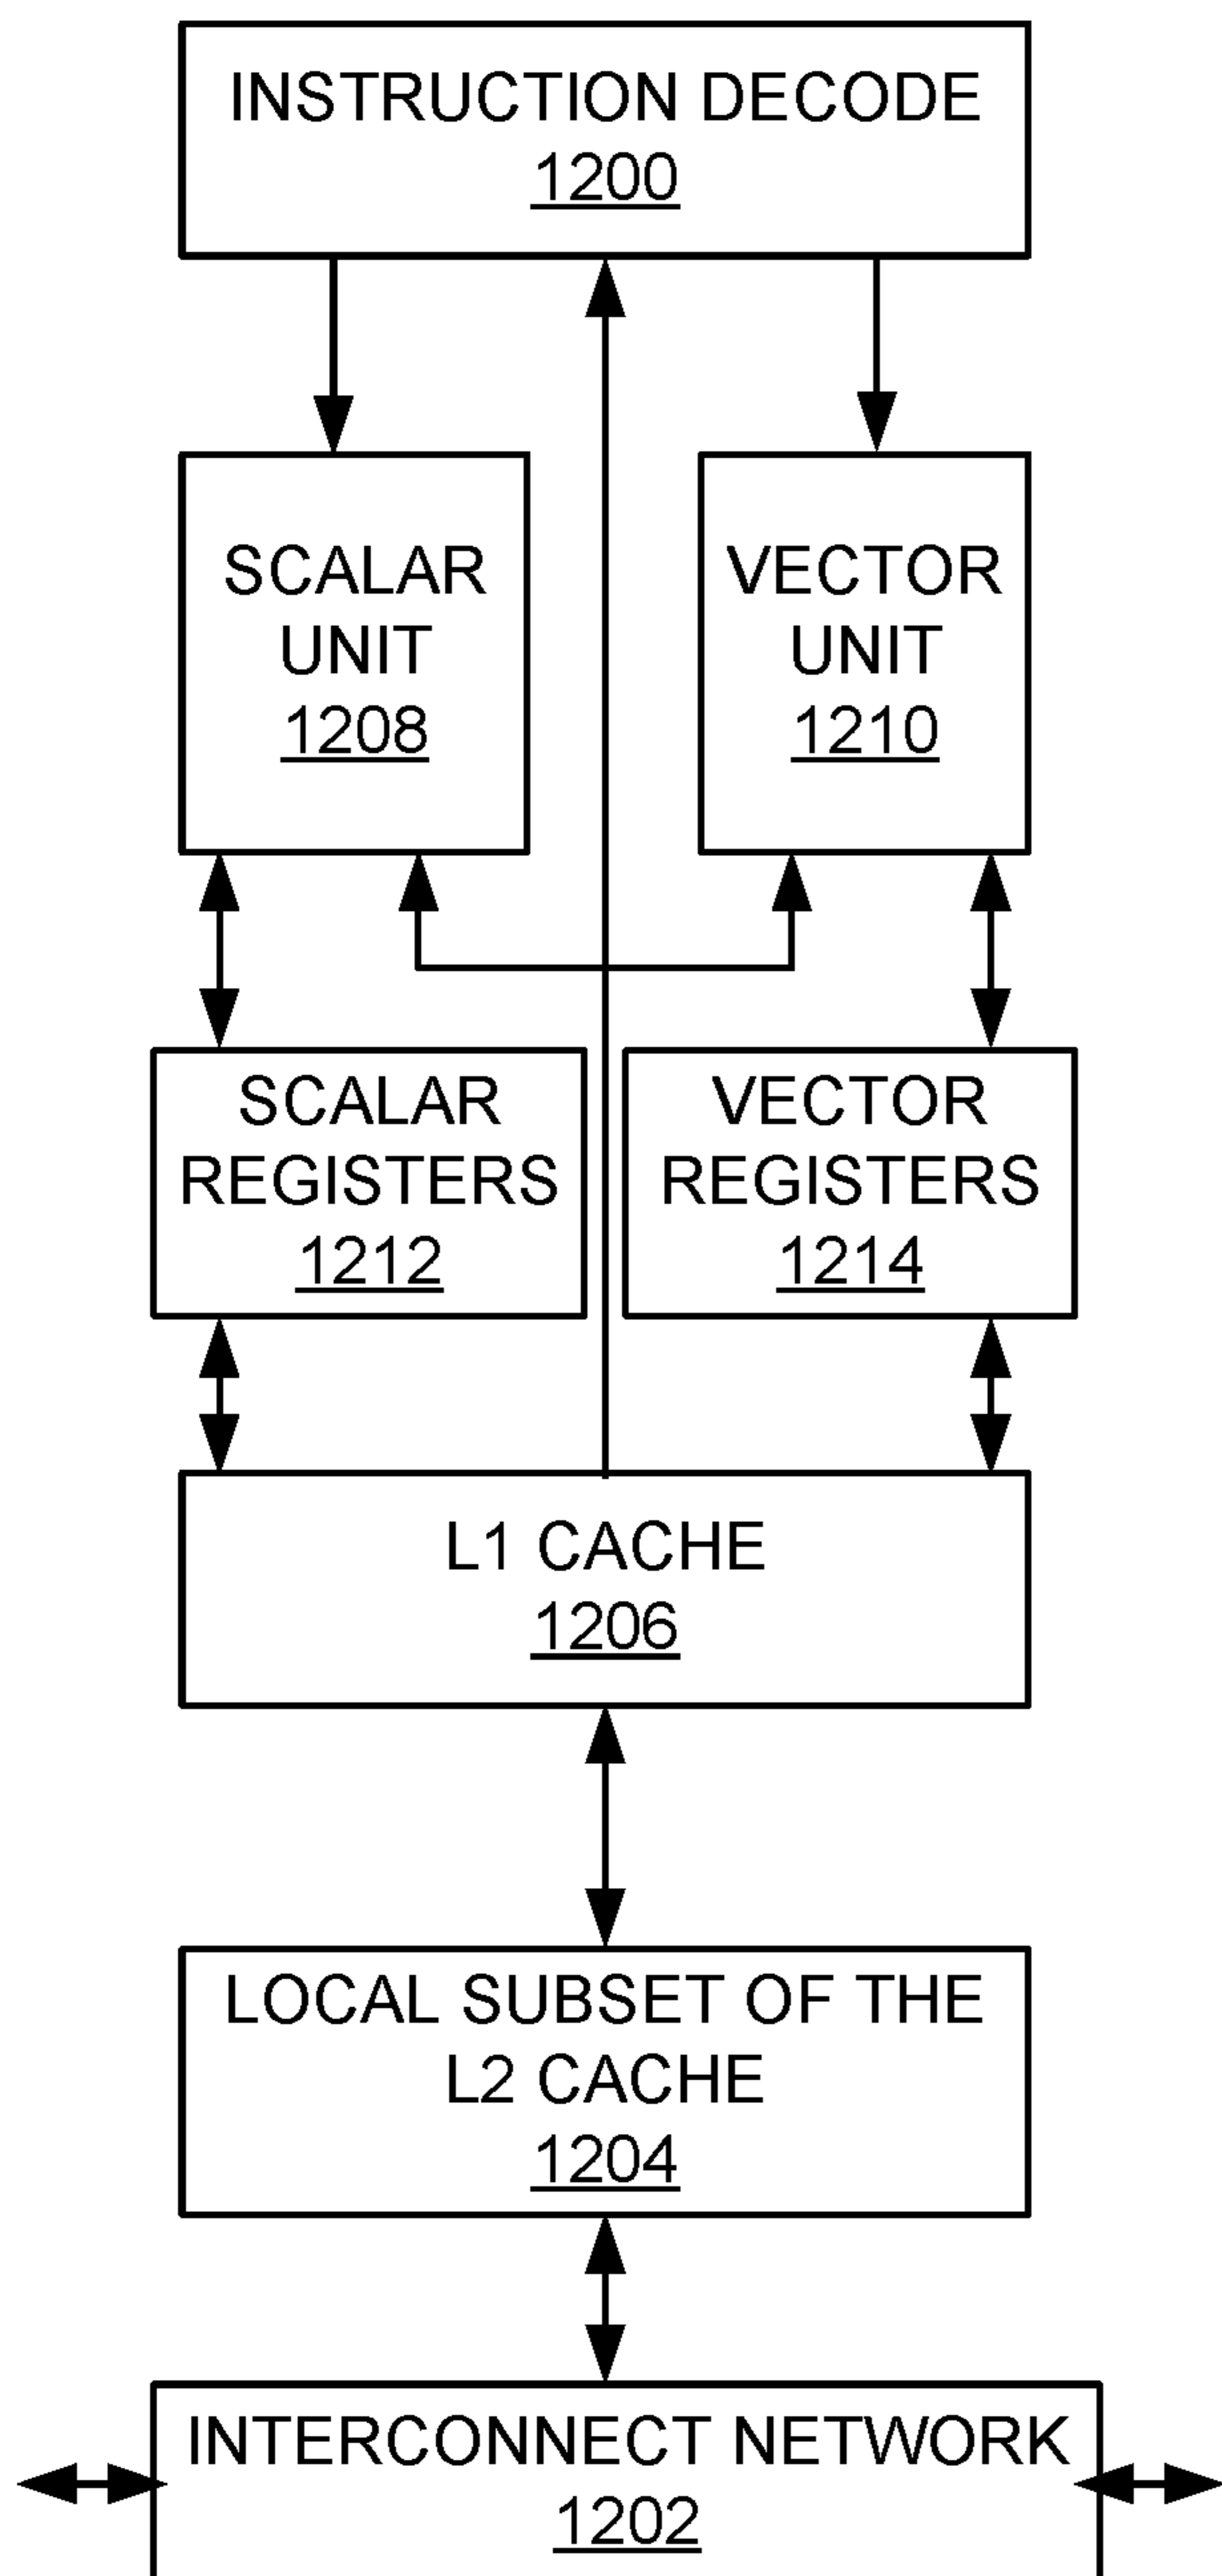 INSTRUCTION DECODE
1200
SCALAR
UNIT
1208
VECTOR
UNIT
1210
SCALAR
REGISTERS
1212
VECTOR
REGISTERS
1214
L1 CACHE
1206
LOCAL SUBSET OF THE
L2 CACHE
1204
INTERCONNECT NETWORK
1202